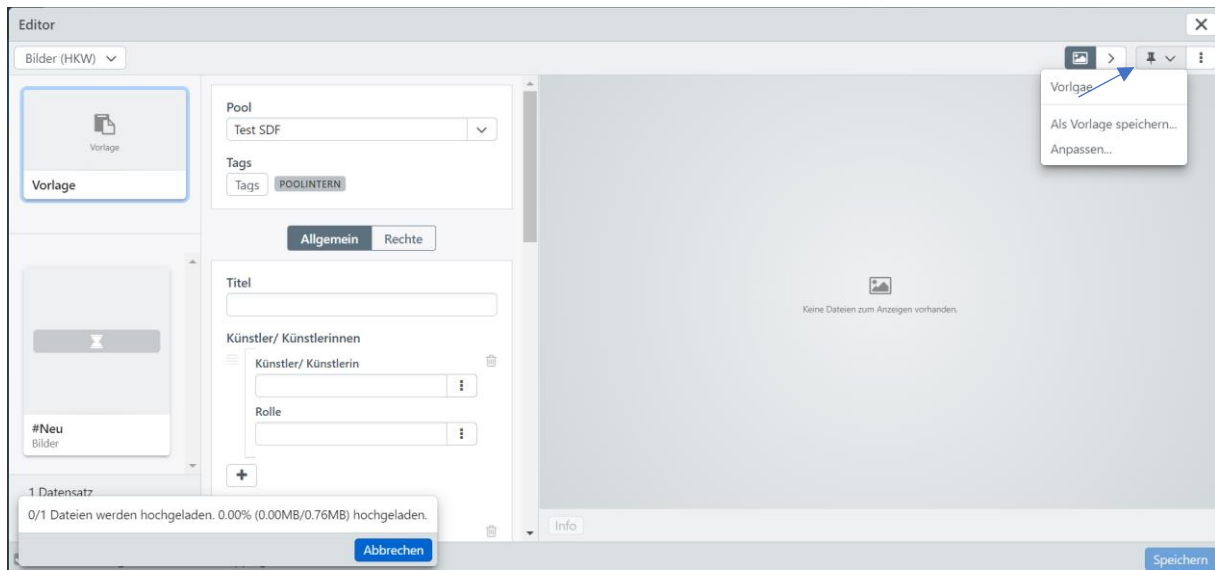 Editor
Bilder (HKW)
Vorlage
Vorlage
#Neu
Bilder
1 Datensatz
Pool
Test SDF
Tags
Tags POOLINTERN
Allgemein Rechte
Titel
Künstler/ Künstlerinnen
Künstler/ Künstlerin
Rolle
Vorlgae
Als Vorlage speichern...
Anpassen...
Keine Dateien zum Anzeigen vorhanden.
Info
0/1 Dateien werden hochgeladen. 0.00% (0.00MB/0.76MB) hochgeladen.
Abbrechen
Speichern